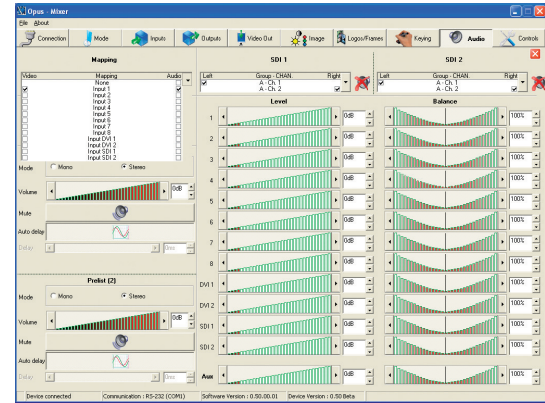 Opus - Mixer
File About
Connection Mode Inputs Outputs Video Out Image Logos/Frames Keying Audio Controls
Mapping SDI 1 SDI 2
Video Mapping Audio Left Group - CHAN. Right Left Group - CHAN. Right
None A - Ch. 1 A - Ch. 1
Input 1 A - Ch. 2 A - Ch. 2
Input 2
Input 3
Input 4
Input 5
Input 6
Input 7
Input 8
Input DVI 1
Input DVI 2
Input SDI 1
Input SDI 2
Level Balance
1 0dB 100%
2 0dB 100%
3 0dB 100%
4 0dB 100%
5 0dB 100%
6 0dB 100%
7 0dB 100%
8 0dB 100%
DVI 1 0dB 100%
DVI 2 0dB 100%
SDI 1 0dB 100%
SDI 2 0dB 100%
Aux 0dB 100%
Mode Mono Stereo
Volume 0dB
Mute
Auto delay
Delay 0ms
Prelist (2)
Mode Mono Stereo
Volume 0dB
Mute
Auto delay
Delay 0ms
Device connected Communication : RS-232 (COM1) Software Version : 0.50.00.01 Device Version : 0.50 Beta